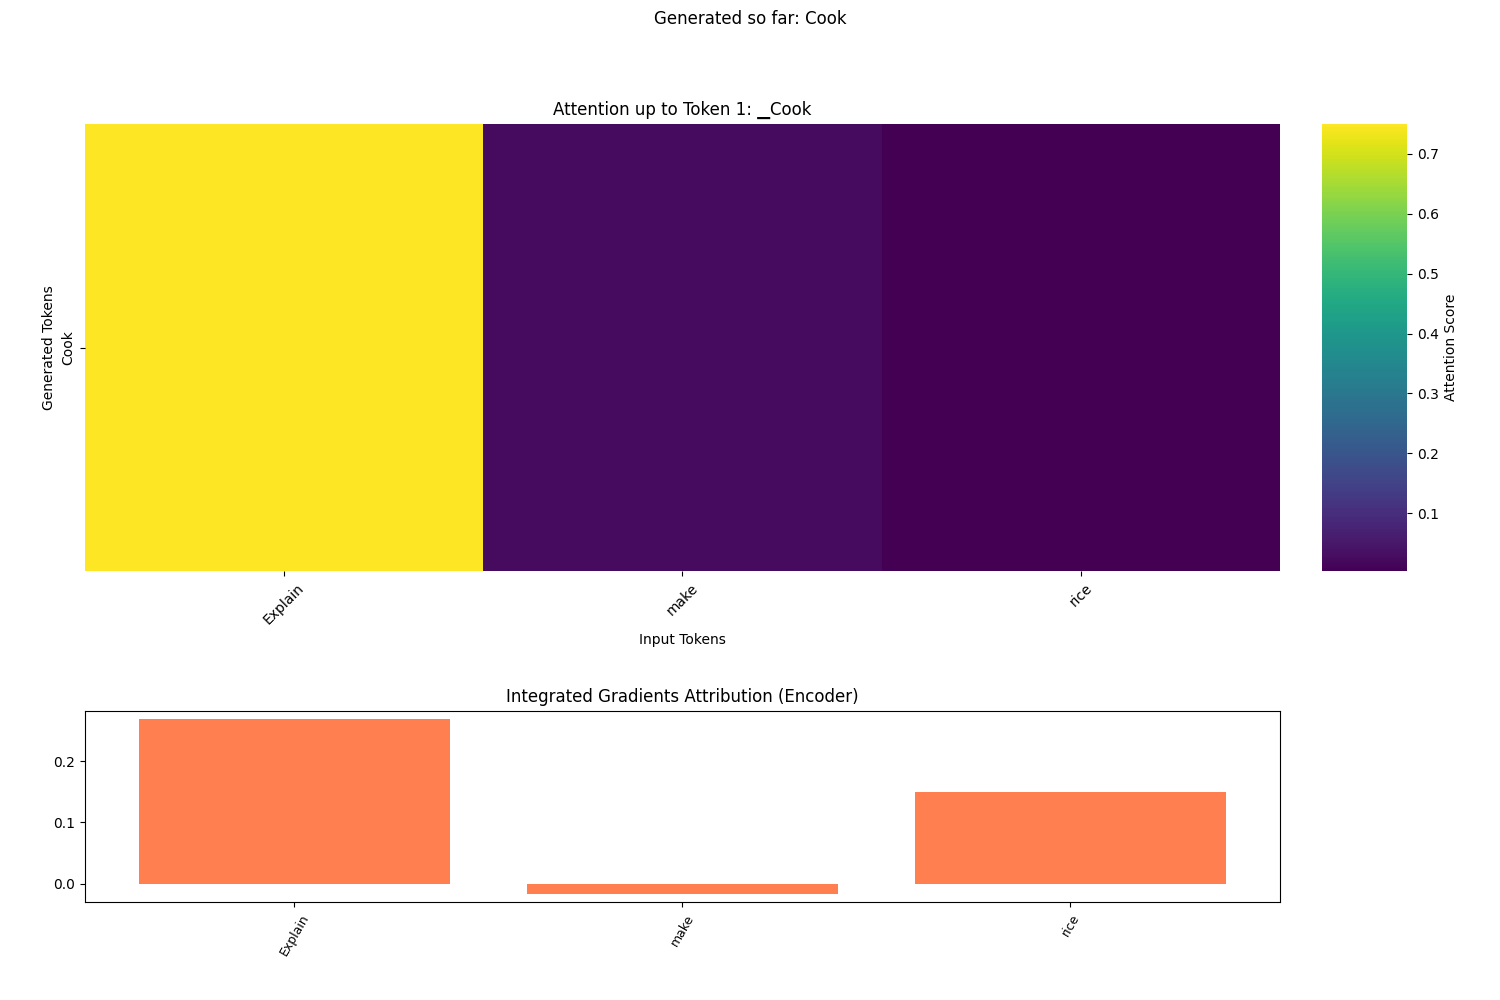 Generated so far: Cook
Attention up to Token 1: ▁Cook
Generated Tokens
Cook
Explain
make
rice
Input Tokens
0.7
0.6
0.5
0.4
0.3
0.2
0.1
Attention Score
Integrated Gradients Attribution (Encoder)
0.2
0.1
0.0
Explain
make
rice